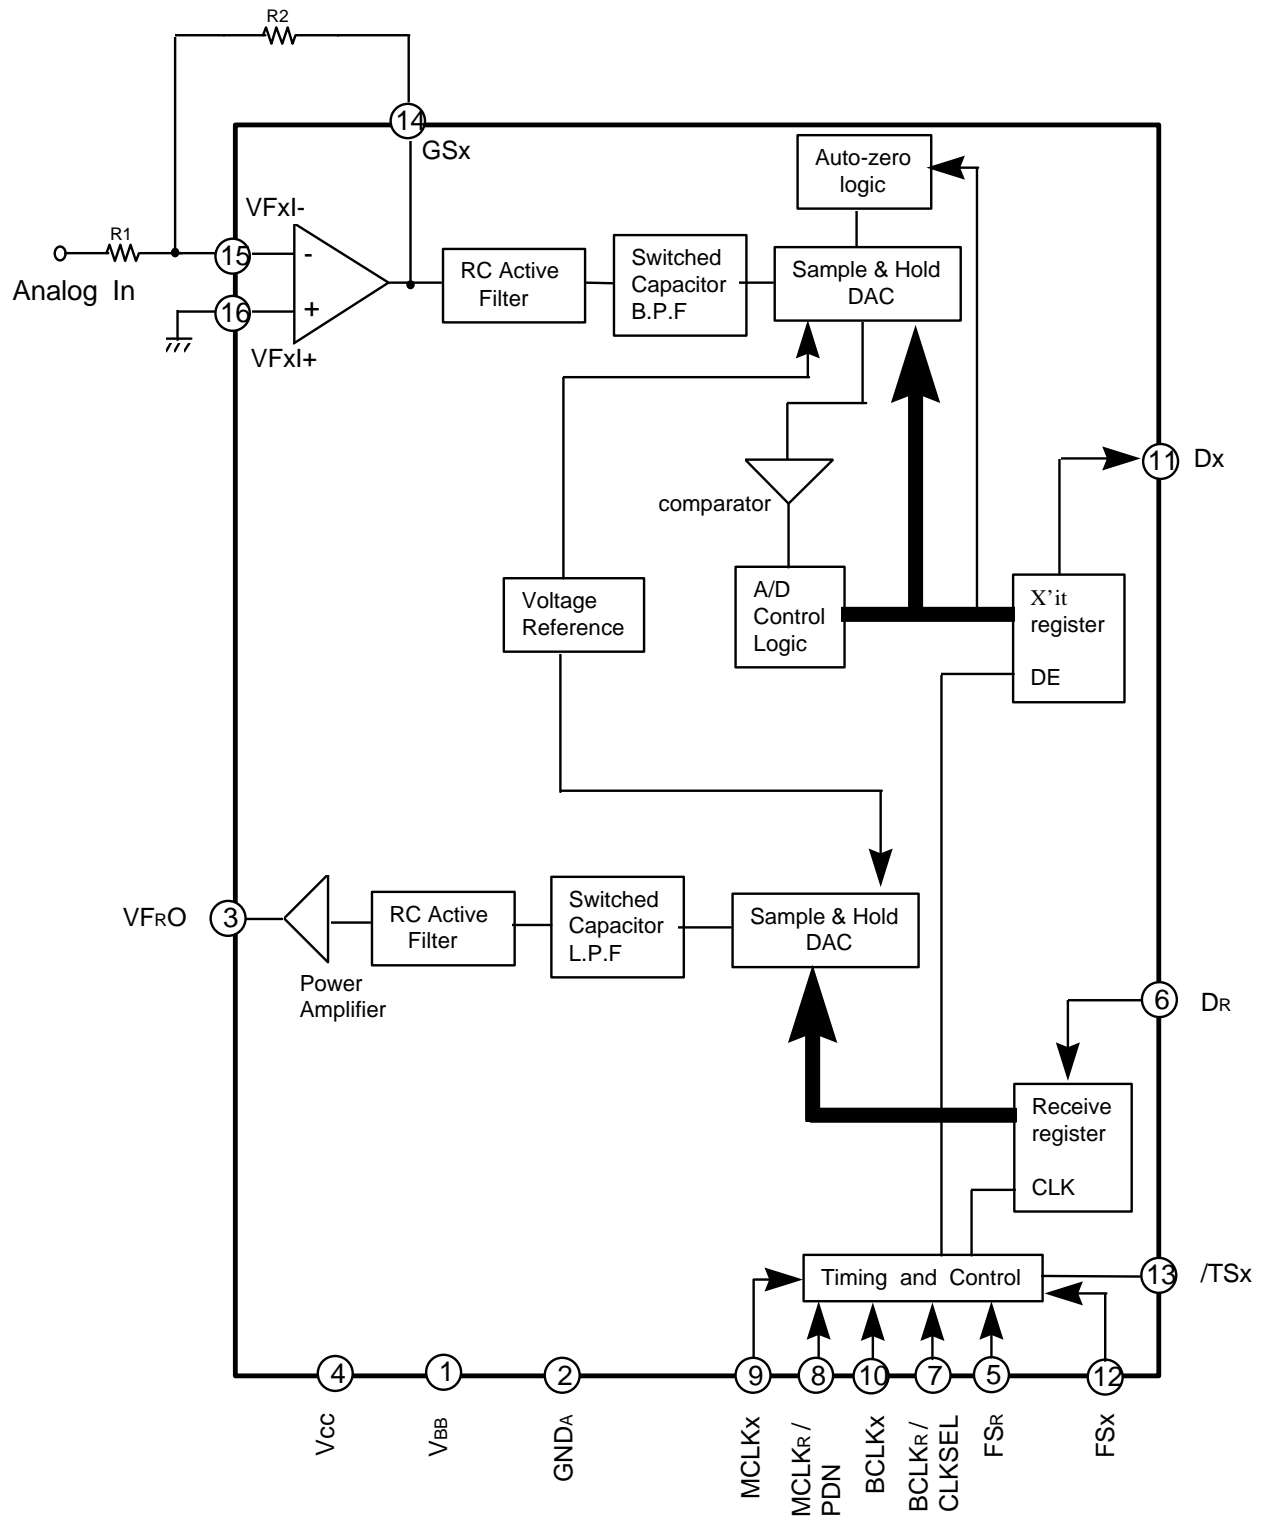 R2
14
GSx
Auto-zero
logic
VFxI-
R1
15
-
RC Active
Filter
Switched
Capacitor
B.P.F
Sample & Hold
DAC
Analog In
16
+
VFxI+
11
Dx
comparator
Voltage
Reference
A/D
Control
Logic
X'it
register
DE
VFRO
3
RC Active
Filter
Switched
Capacitor
L.P.F
Sample & Hold
DAC
Power
Amplifier
6
DR
Receive
register
CLK
Timing and Control
13
/TSx
4
1
2
9
8
10
7
5
12
Vcc
VBB
GNDA
MCLKx
MCLKR /
PDN
BCLKx
BCLKR /
CLKSEL
FSR
FSx